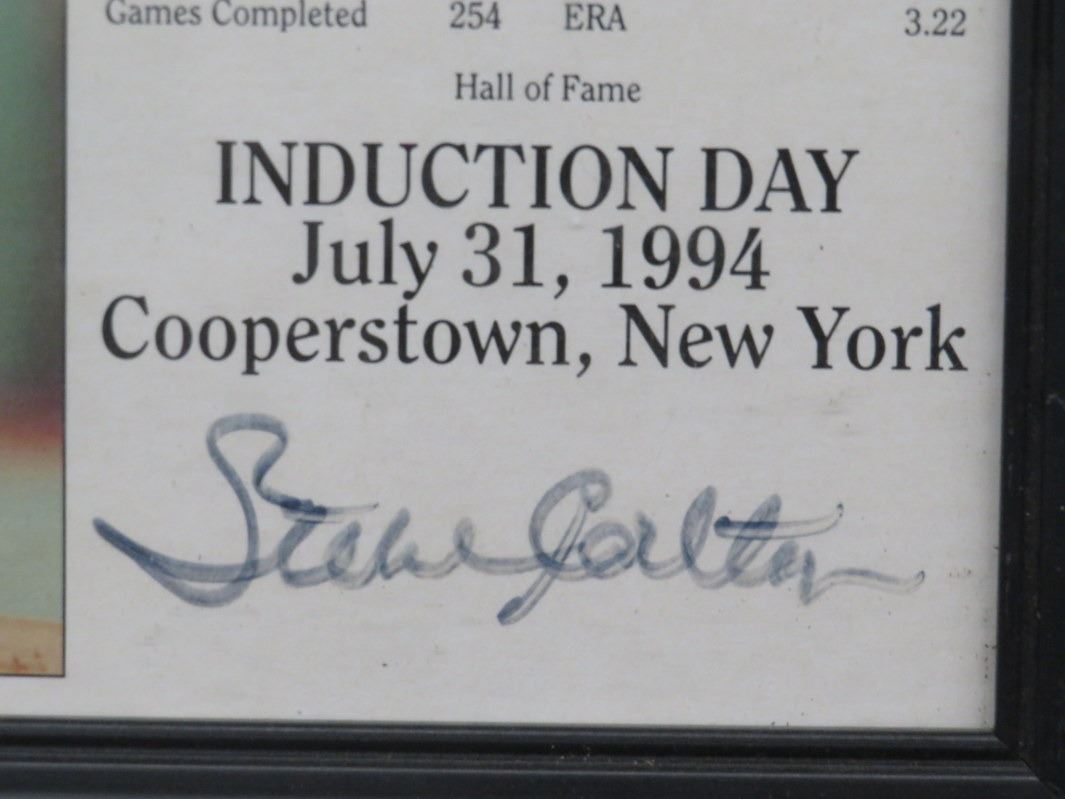 Games Completed 254 ERA 3.22
Hall of Fame
INDUCTION DAY
July 31, 1994
Cooperstown, New York
Steve Carlton